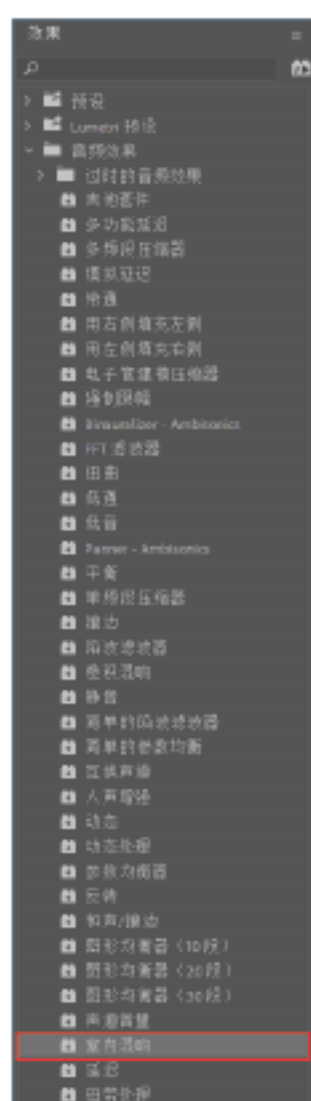 效果
预设
Lumetri 预设
音频效果
过时的音频效果
吉他套件
多功能延迟
多频段压缩器
模拟延迟
带通
用右侧填充左侧
用左侧填充右侧
电子管建模压缩器
强制限幅
Binauralizer - Ambisonics
FFT 滤波器
扭曲
低通
低音
Panner - Ambisonics
平衡
单频段压缩器
镶边
陷波滤波器
卷积混响
静音
简单的陷波滤波器
简单的参数均衡
互换声道
人声增强
动态
动态处理
参数均衡器
反转
和声/镶边
图形均衡器（10段）
图形均衡器（20段）
图形均衡器（30段）
声道音量
室内混响
延迟
母带处理